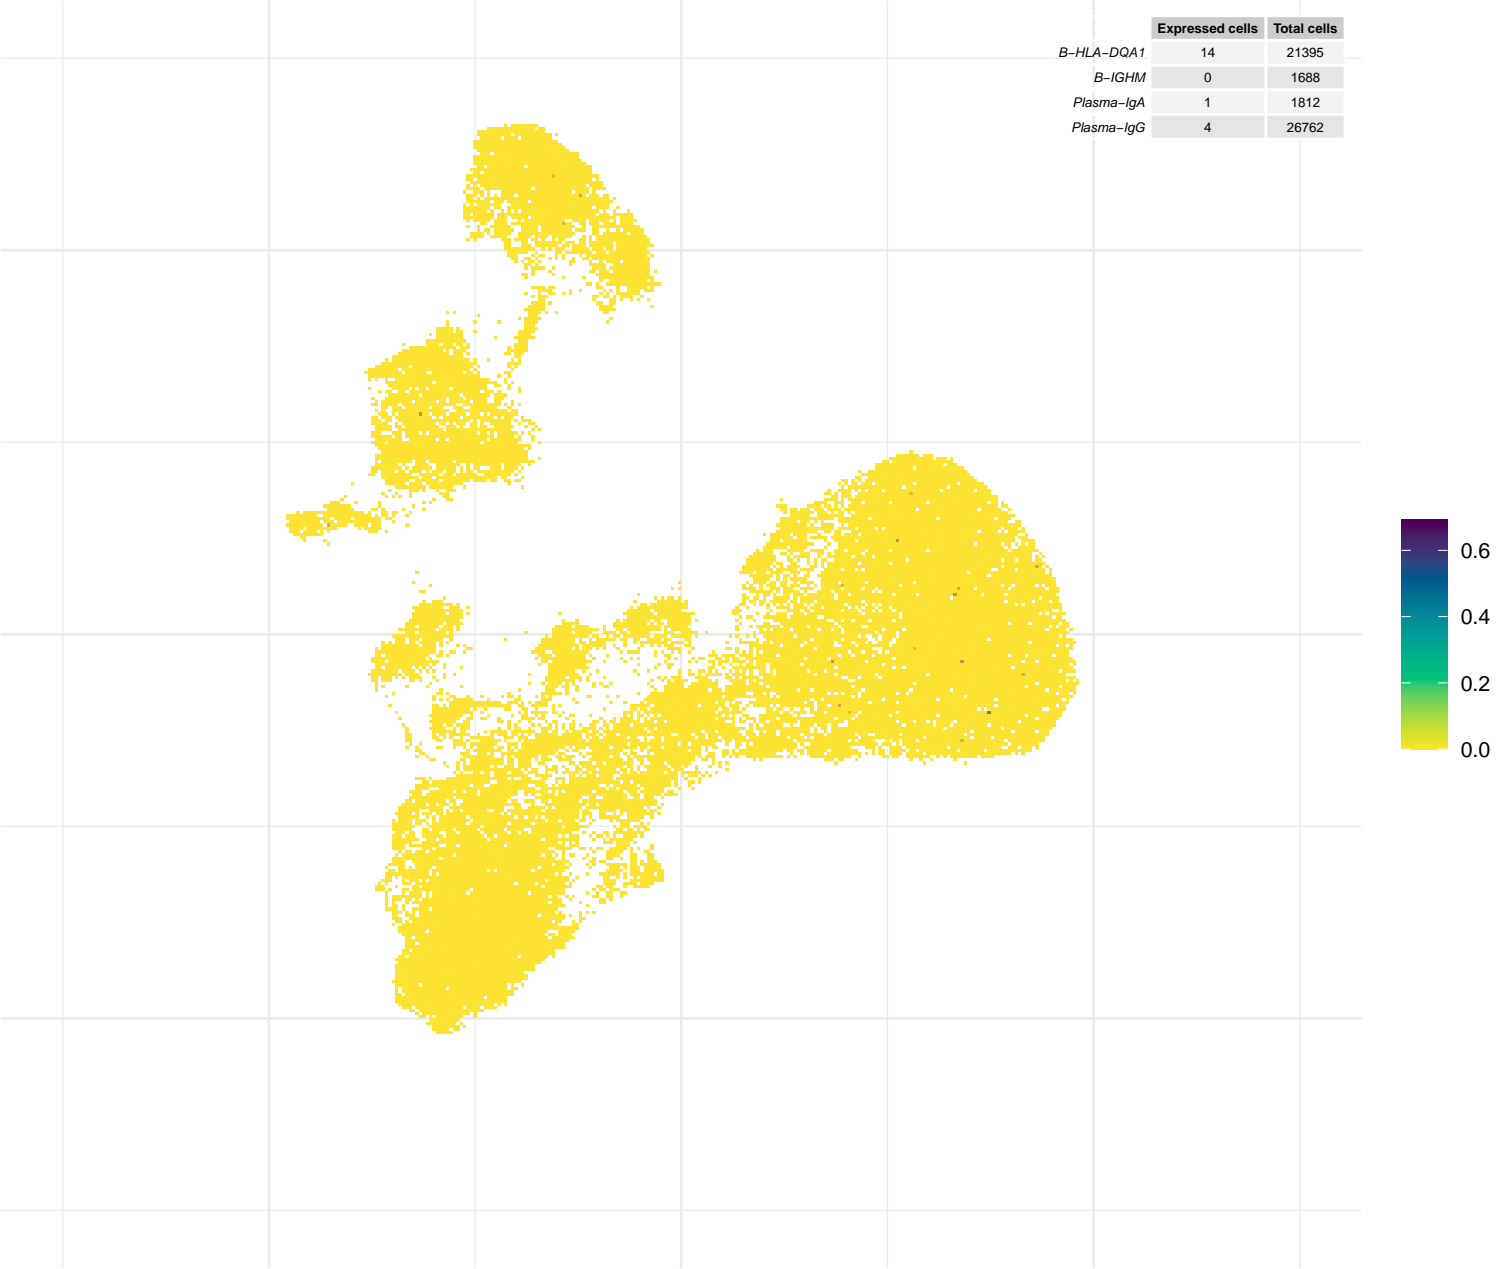 Expressed cells Total cells
B−HLA−DQA1 14 21395
B−IGHM 0 1688
Plasma−IgA 1 1812
Plasma−IgG 4 26762
0.6
0.4
0.2
0.0